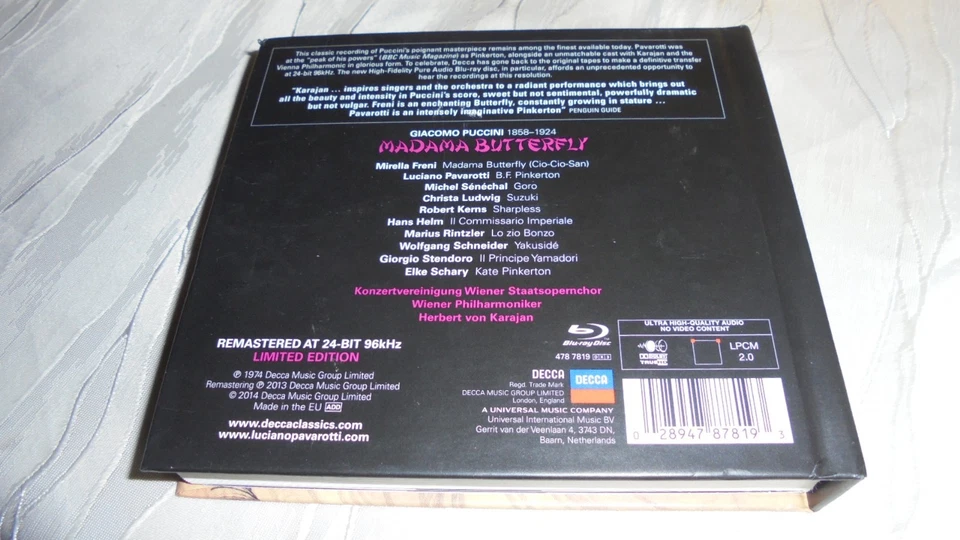 This classic recording of Puccini's poignant masterpiece remains among the finest available today. Pavarotti was
at the "peak of his powers" (BBC Music Magazine) as Pinkerton, alongside an unmatchable cast with Karajan and the
Vienna Philharmonic in glorious form. To celebrate, Decca has gone back to the original tapes to make a definitive transfer
at 24-bit 96kHz. The new High-Fidelity Pure Audio Blu-ray disc, in particular, affords an unprecedented opportunity to
hear the recordings at this resolution.
"Karajan ... inspires singers and the orchestra to a radiant performance which brings out
all the beauty and intensity in Puccini's score, sweet but not sentimental, powerfully dramatic
but not vulgar. Freni is an enchanting Butterfly, constantly growing in stature ...
Pavarotti is an intensely imaginative Pinkerton" PENGUIN GUIDE
GIACOMO PUCCINI 1858–1924
MADAMA BUTTERFLY
Mirella Freni Madama Butterfly (Cio-Cio-San)
Luciano Pavarotti B.F. Pinkerton
Michel Sénéchal Goro
Christa Ludwig Suzuki
Robert Kerns Sharpless
Hans Helm Il Commissario Imperiale
Marius Rintzler Lo zio Bonzo
Wolfgang Schneider Yakusidé
Giorgio Stendoro Il Principe Yamadori
Elke Schary Kate Pinkerton
Konzertvereinigung Wiener Staatsopernchor
Wiener Philharmoniker
Herbert von Karajan
REMASTERED AT 24-BIT 96kHz
LIMITED EDITION
℗ 1974 Decca Music Group Limited
Remastering ℗ 2013 Decca Music Group Limited
© 2014 Decca Music Group Limited
Made in the EU ADD
www.deccaclassics.com
www.lucianopavarotti.com
Blu-ray Disc
478 7819
DECCA
Regd. Trade Mark
DECCA MUSIC GROUP LIMITED
London, England
DECCA
A UNIVERSAL MUSIC COMPANY
Universal International Music BV
Gerrit van der Veenlaan 4, 3743 DN,
Baarn, Netherlands
ULTRA HIGH-QUALITY AUDIO
NO VIDEO CONTENT
LPCM
2.0
0 28947 87819 3